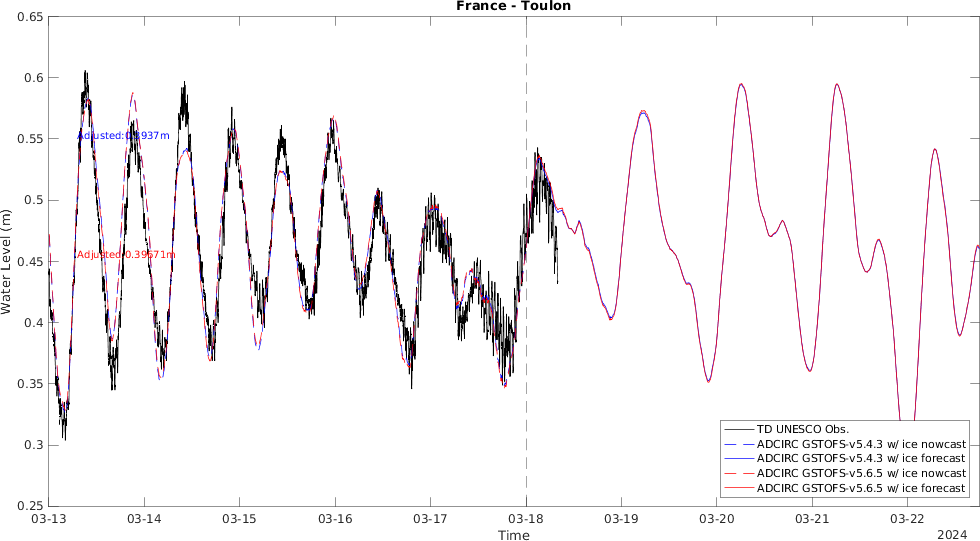 France - Toulon
0.65
0.6
0.55
0.5
0.45
0.4
0.35
0.3
0.25
Water Level (m)
Adjusted:0.3937m
Adjusted:0.39671m
TD UNESCO Obs.
ADCIRC GSTOFS-v5.4.3 w/ ice nowcast
ADCIRC GSTOFS-v5.4.3 w/ ice forecast
ADCIRC GSTOFS-v5.6.5 w/ ice nowcast
ADCIRC GSTOFS-v5.6.5 w/ ice forecast
03-13 03-14 03-15 03-16 03-17 03-18 03-19 03-20 03-21 03-22
Time
2024